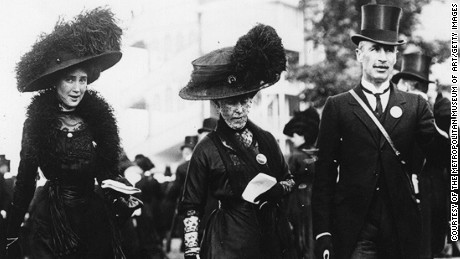 COURTESY OF THE METROPOLITAN MUSEUM OF ART/GETTY IMAGES